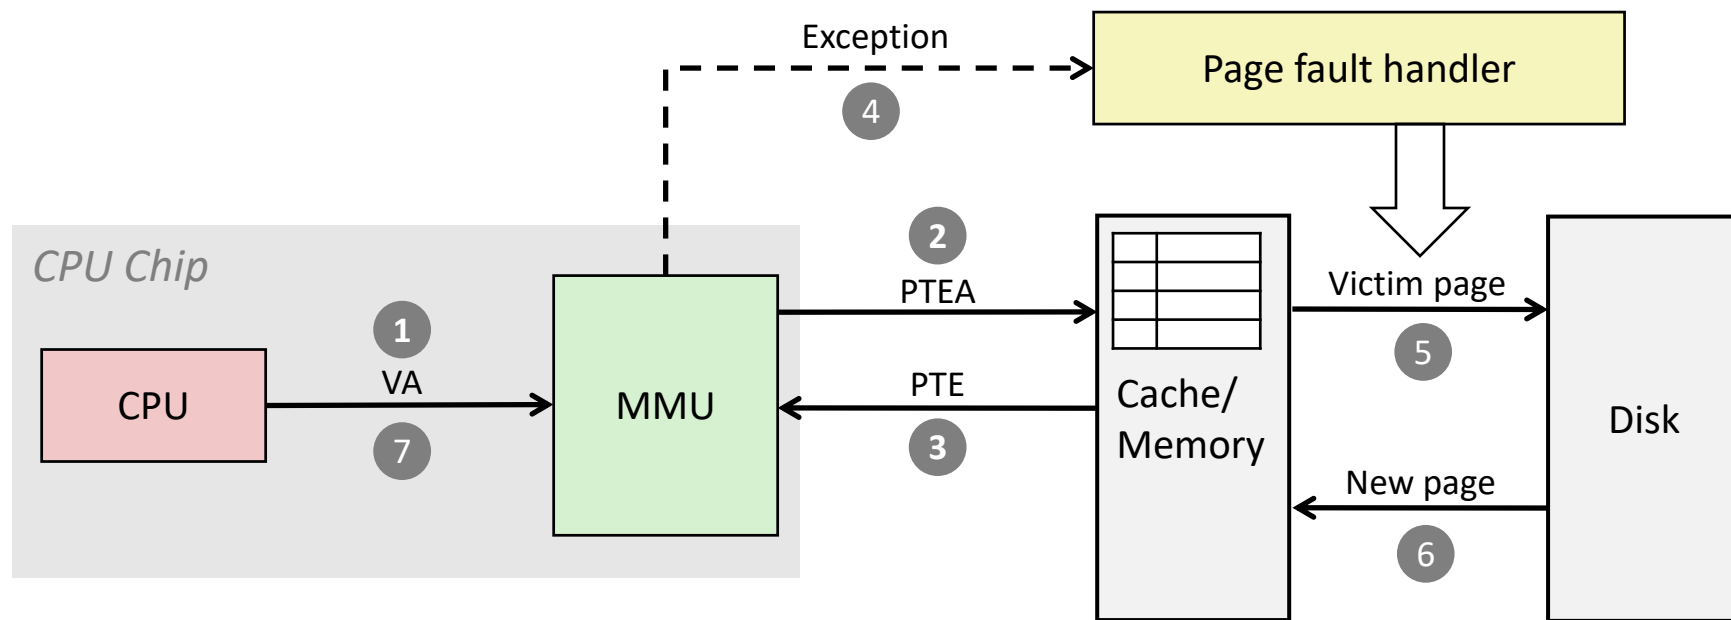 Exception
4
Page fault handler
CPU Chip
2
PTEA
1
VA
7
CPU
MMU
PTE
3
Cache/
Memory
Victim page
5
New page
6
Disk